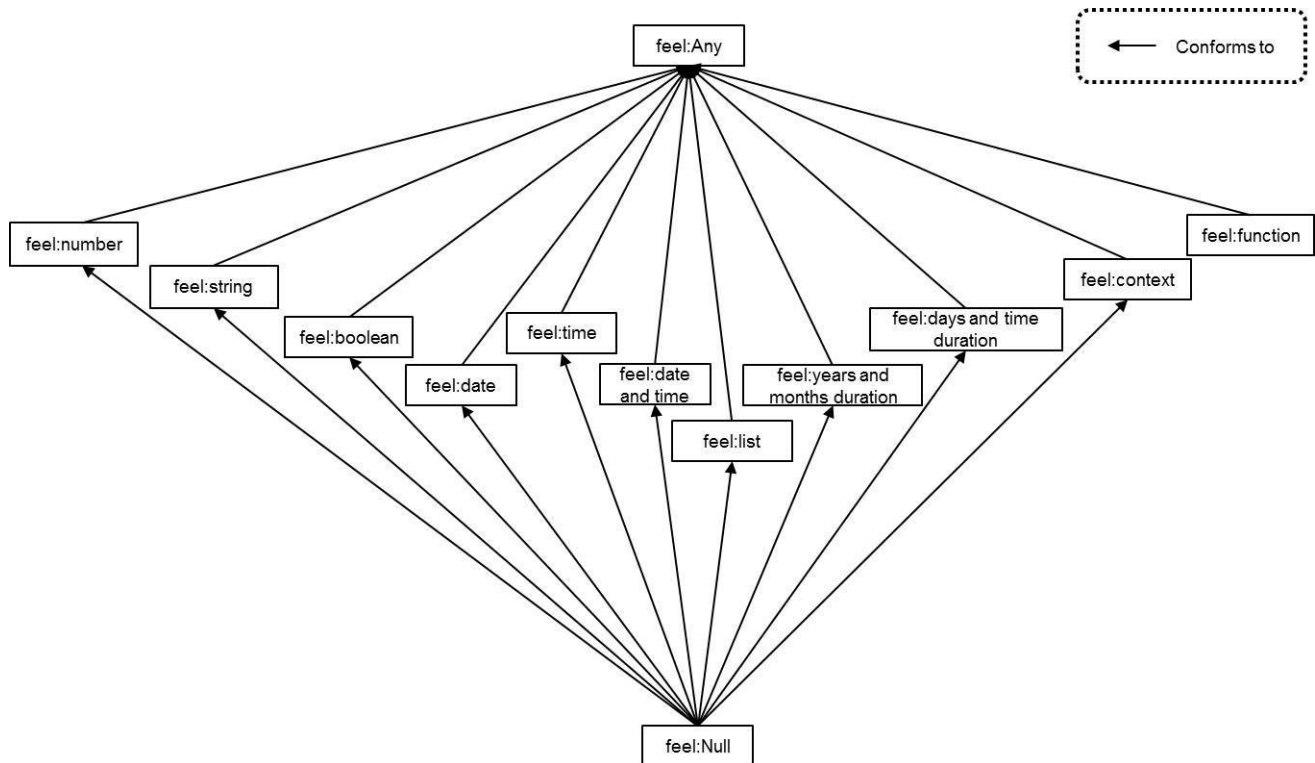 feel:Any
Conforms to
feel:number
feel:function
feel:string
feel:context
feel:boolean
feel:time
feel:days and time
duration
feel:date
feel:date
and time
feel:years and
months duration
feel:list
feel:Null